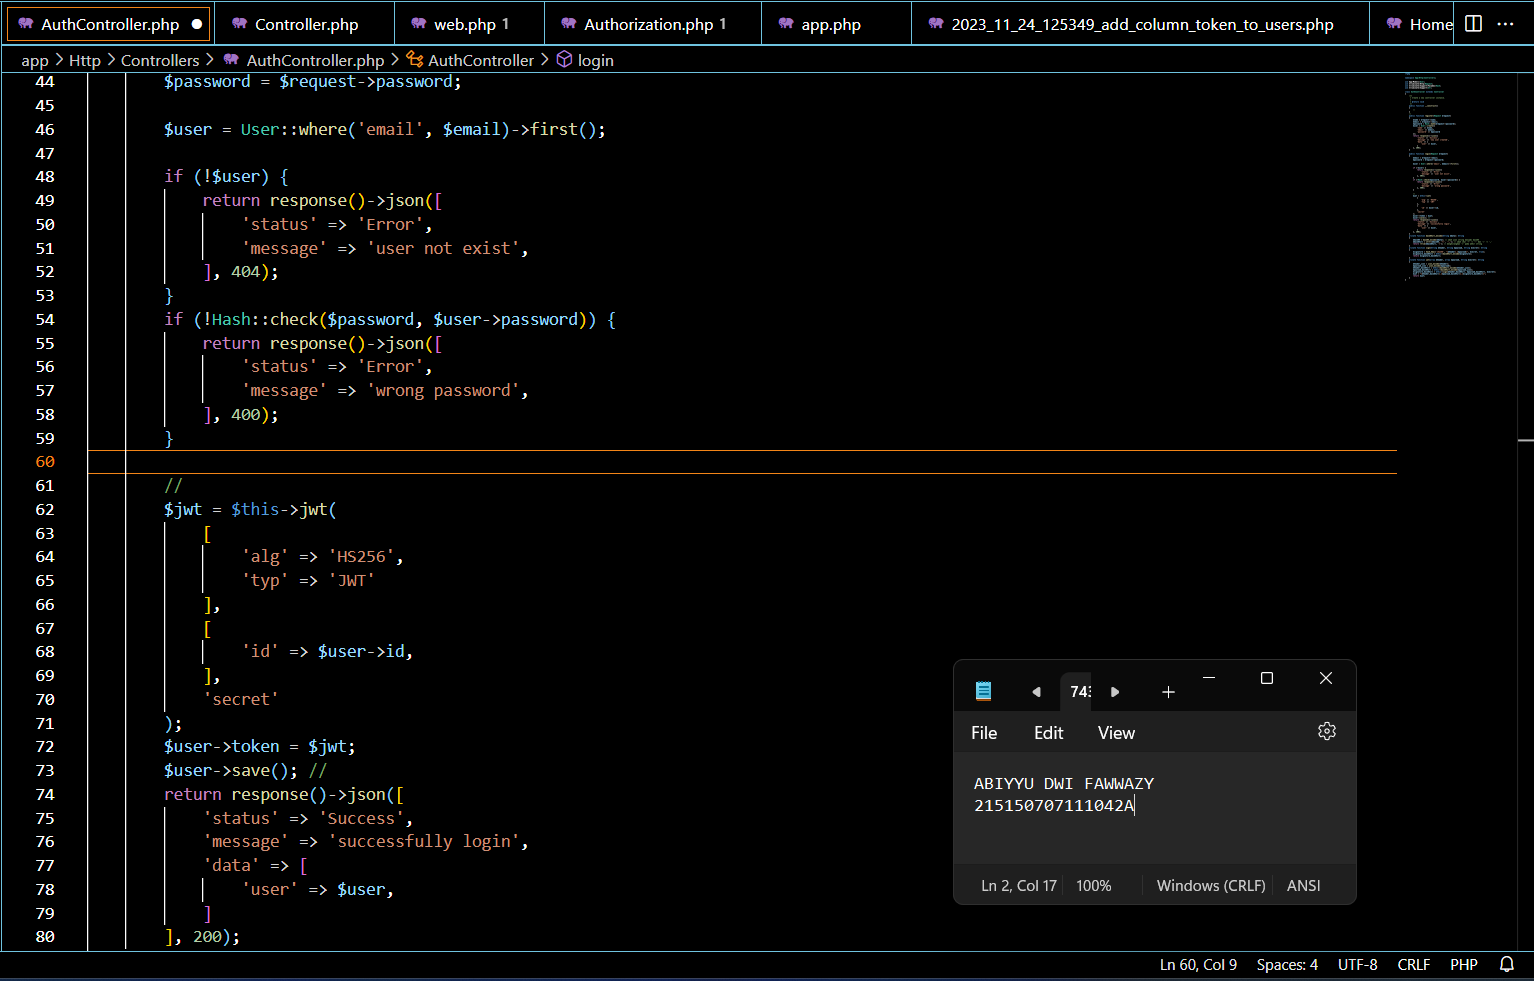 AuthController.php
Controller.php
web.php 1
Authorization.php 1
app.php
2023_11_24_125349_add_column_token_to_users.php
Home
app > Http > Controllers > AuthController.php > AuthController > login
44 $password = $request->password;
45
46 $user = User::where('email', $email)->first();
47
48 if (!$user) {
49 return response()->json([
50 'status' => 'Error',
51 'message' => 'user not exist',
52 ], 404);
53 }
54 if (!Hash::check($password, $user->password)) {
55 return response()->json([
56 'status' => 'Error',
57 'message' => 'wrong password',
58 ], 400);
59 }
60
61 //
62 $jwt = $this->jwt(
63 [
64 'alg' => 'HS256',
65 'typ' => 'JWT'
66 ],
67 [
68 'id' => $user->id,
69 ],
70 'secret'
71 );
72 $user->token = $jwt;
73 $user->save(); //
74 return response()->json([
75 'status' => 'Success',
76 'message' => 'successfully login',
77 'data' => [
78 'user' => $user,
79 ]
80 ], 200);
File Edit View
ABIYYU DWI FAWWAZY
215150707111042A
Ln 2, Col 17 100% Windows (CRLF) ANSI
Ln 60, Col 9 Spaces: 4 UTF-8 CRLF PHP